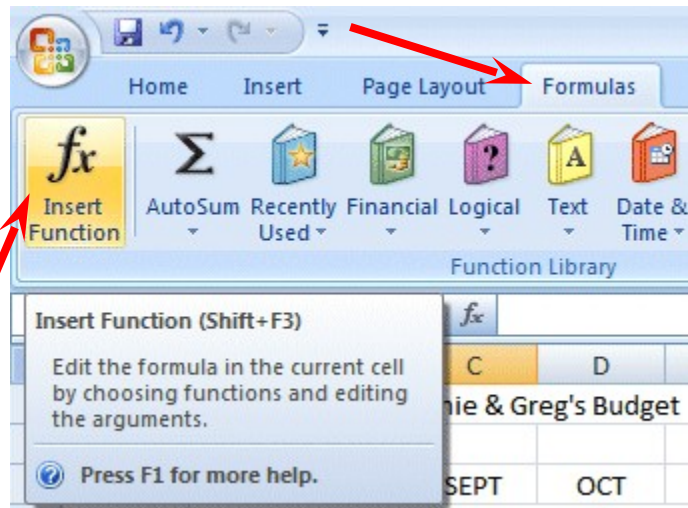 Home Insert Page Layout Formulas
fx Σ ? A
Insert AutoSum Recently Financial Logical Text Date &
Function Used Time
Function Library
Insert Function (Shift+F3) fx
Edit the formula in the current cell C D
by choosing functions and editing & Greg's Budget
the arguments.
Press F1 for more help. SEPT OCT